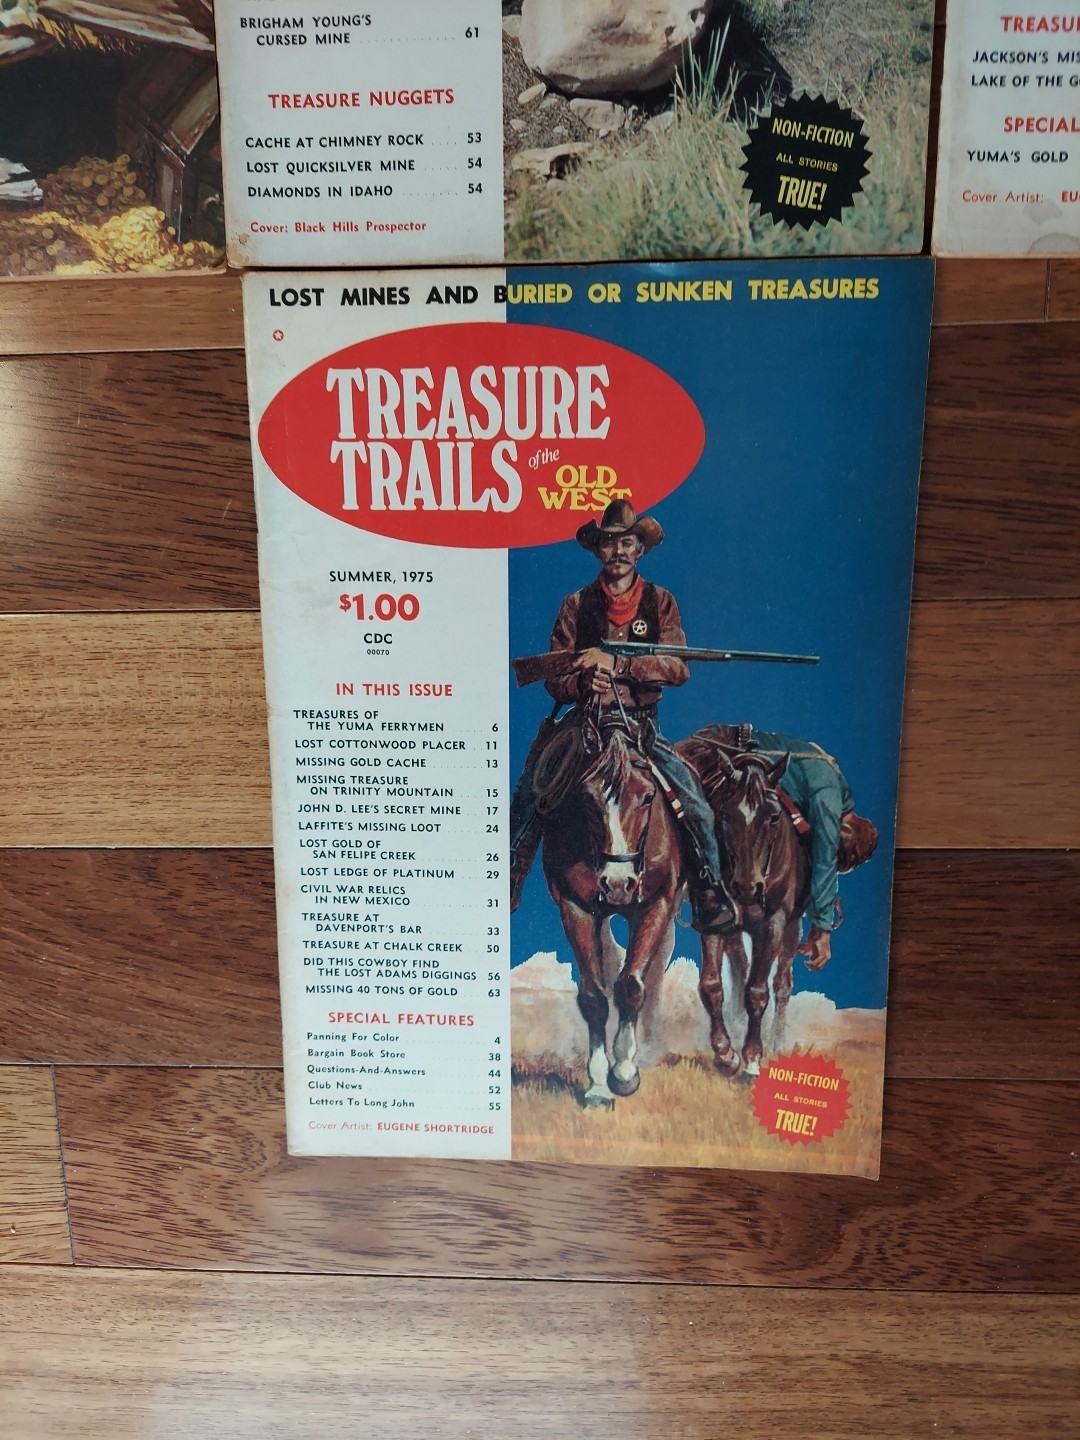 BRIGHAM YOUNG'S
CURSED MINE 61
TREASURE NUGGETS
CACHE AT CHIMNEY ROCK 53
LOST QUICKSILVER MINE 54
DIAMONDS IN IDAHO 54
Cover: Black Hills Prospector
NON-FICTION
ALL STORIES
TRUE!
JACKSON'S
LAKE OF THE
SPECIAL
YUMA'S GOLD
Cover Artist:
LOST MINES AND BURIED OR SUNKEN TREASURES
TREASURE
TRAILS of the OLD
WEST
SUMMER, 1975
$1.00
CDC
00070
IN THIS ISSUE
TREASURES OF
THE YUMA FERRYMEN 6
LOST COTTONWOOD PLACER 11
MISSING GOLD CACHE 13
MISSING TREASURE
ON TRINITY MOUNTAIN 15
JOHN D. LEE'S SECRET MINE 17
LAFFITE'S MISSING LOOT 24
LOST GOLD OF
SAN FELIPE CREEK 26
LOST LEDGE OF PLATINUM 29
CIVIL WAR RELICS
IN NEW MEXICO 31
TREASURE AT
DAVENPORT'S BAR 33
TREASURE AT CHALK CREEK 50
DID THIS COWBOY FIND
THE LOST ADAMS DIGGINGS 56
MISSING 40 TONS OF GOLD 63
SPECIAL FEATURES
Panning For Color 4
Bargain Book Store 38
Questions-And-Answers 44
Club News 52
Letters To Long John 55
Cover Artist: EUGENE SHORTRIDGE
NON-FICTION
ALL STORIES
TRUE!